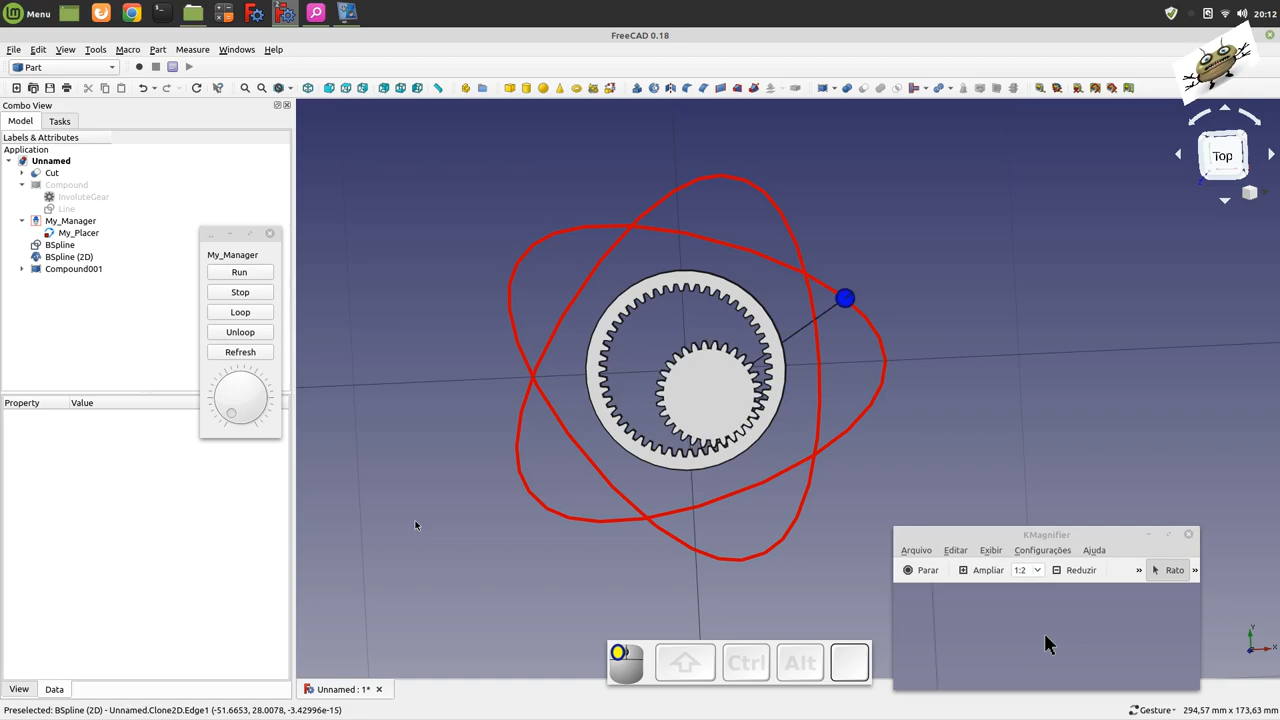 Menu
20:12
FreeCAD 0.18
File Edit View Tools Macro Part Measure Windows Help
Part
Combo View
Model Tasks
Labels & Attributes
Application
Unnamed
Cut
Compound
InvoluteGear
Line
My_Manager
My_Placer
BSpline
BSpline (2D)
Compound001
My_Manager
Run
Stop
Loop
Unloop
Refresh
Property Value
Top
KMagnifier
Arquivo Editar Exibir Configurações Ajuda
Parar Ampliar 1:2 Reduzir » Rato »
Ctrl Alt
Y
X
View Data
Unnamed : 1*
Preselected: BSpline (2D) - Unnamed.Clone2D.Edge1 (-51.6653, 28.0078, -3.42996e-15)
Gesture
294,57 mm x 173,63 mm